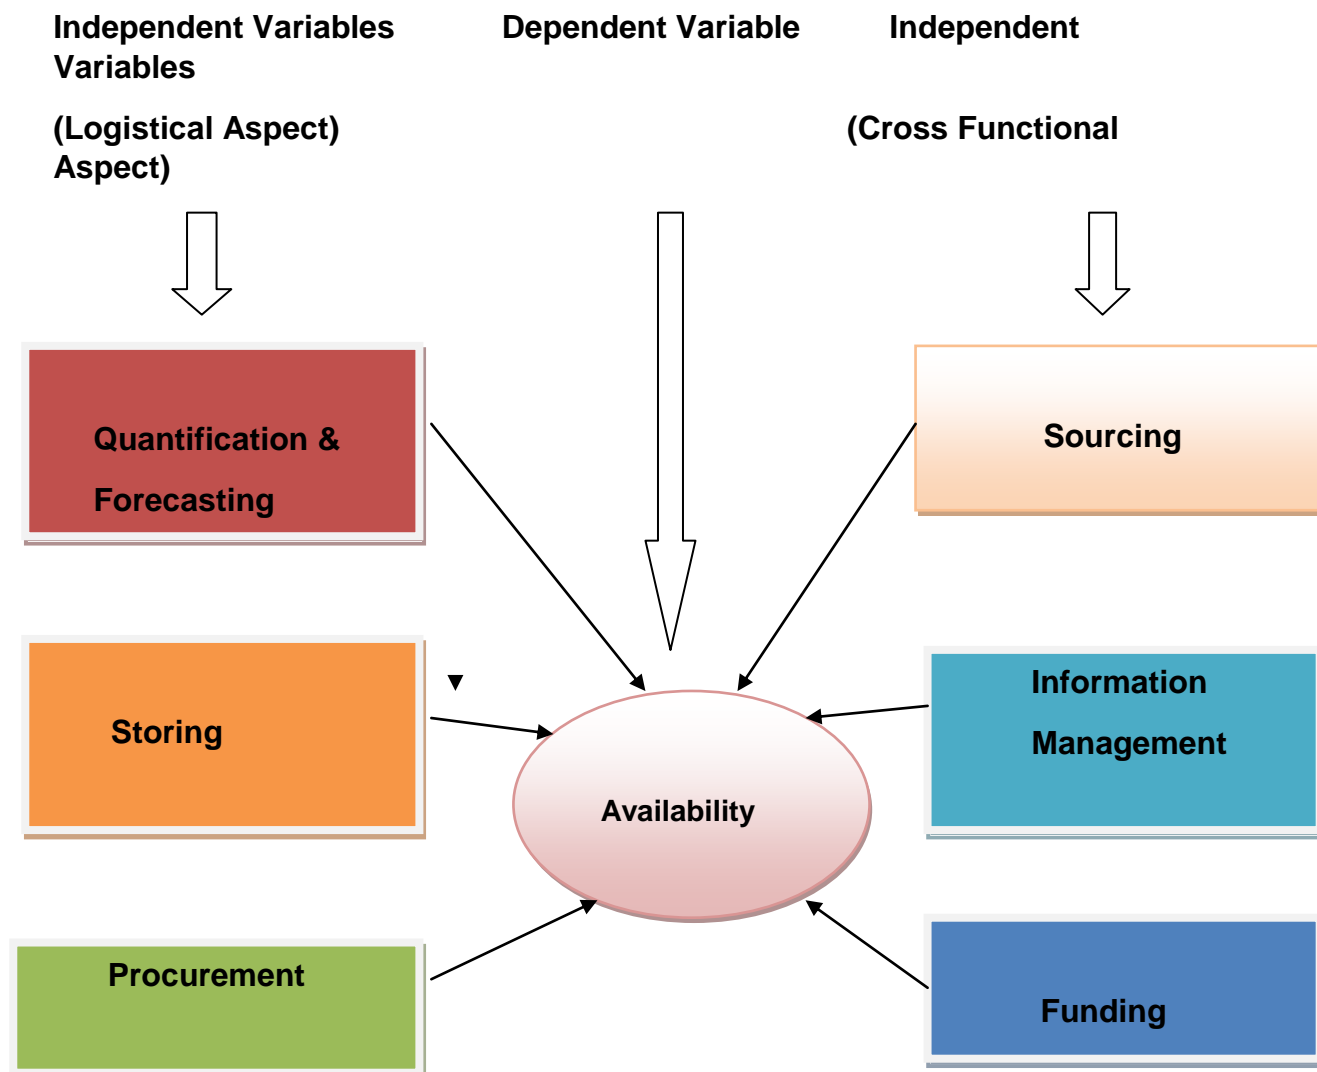 Independent Variables Dependent Variable Independent
Variables
(Logistical Aspect) (Cross Functional
Aspect)
Quantification &
Forecasting
Sourcing
Storing
Information
Management
Availability
Procurement
Funding